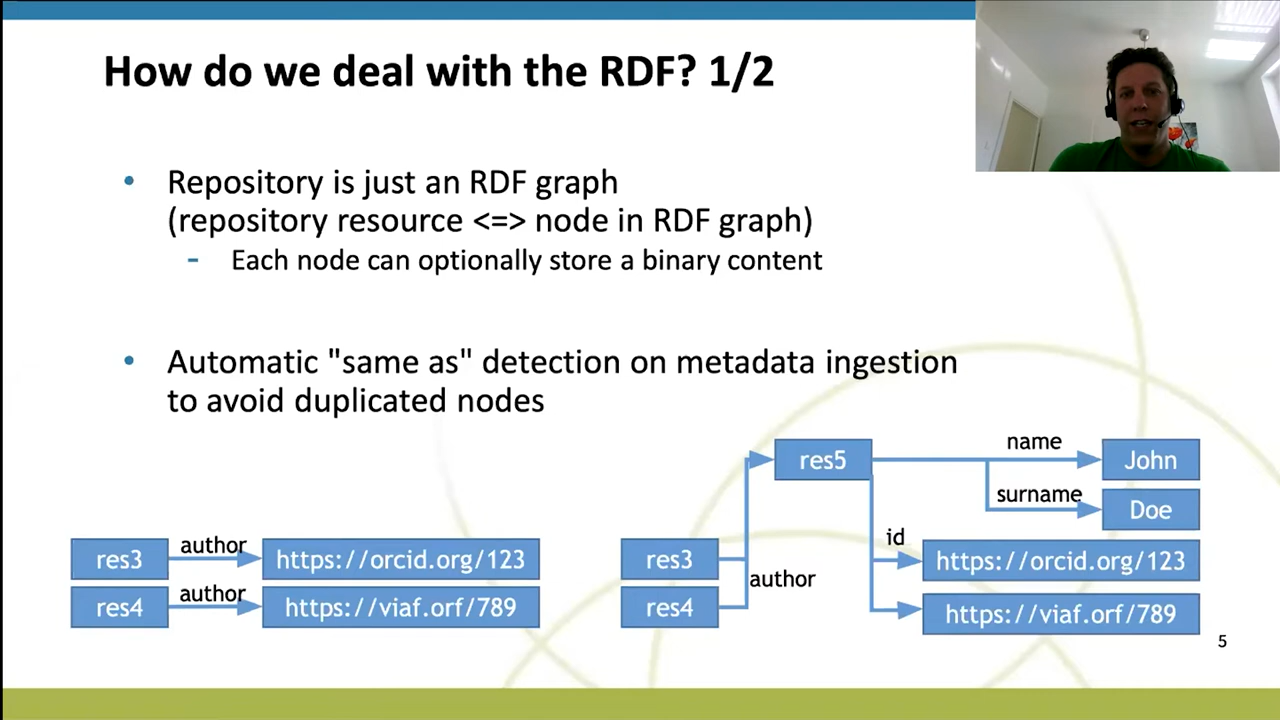 How do we deal with the RDF? 1/2
• Repository is just an RDF graph
(repository resource <=> node in RDF graph)
- Each node can optionally store a binary content
• Automatic "same as" detection on metadata ingestion
to avoid duplicated nodes
res3 author https://orcid.org/123
res4 author https://viaf.orf/789
res5
name
John
surname
Doe
res3
res4
author
id
https://orcid.org/123
https://viaf.orf/789
5